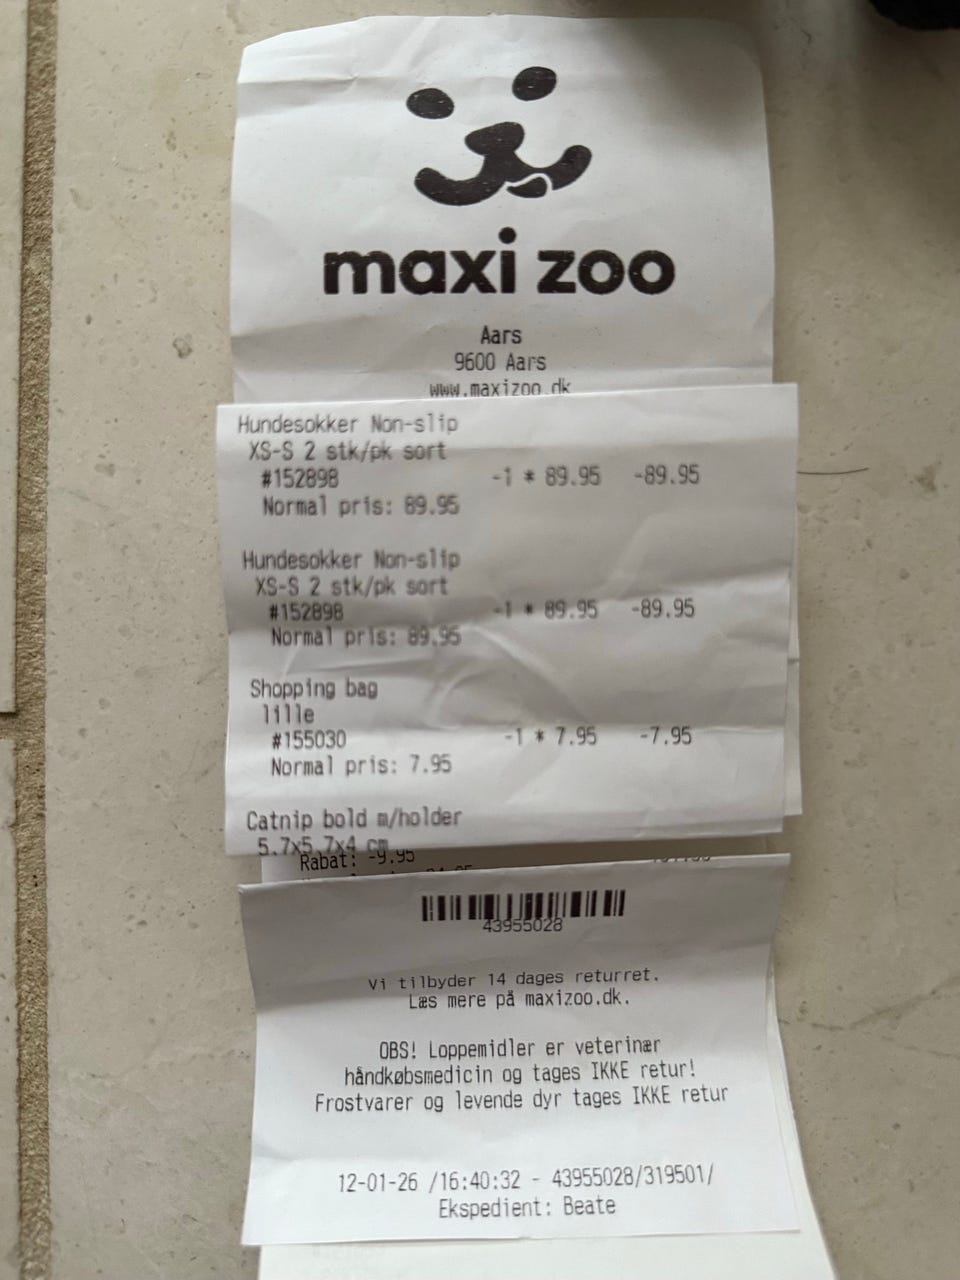 maxi zoo
Aars
9600 Aars
www.maxizoo.dk
Hundesokker Non-slip
XS-S 2 stk/pk sort
#152898 -1 * 89.95 -89.95
Normal pris: 89.95
Hundesokker Non-slip
XS-S 2 stk/pk sort
#152898 -1 * 89.95 -89.95
Normal pris: 89.95
Shopping bag
lille
#155030 -1 * 7.95 -7.95
Normal pris: 7.95
Catnip bold m/holder
5.7x5.7x4 cm
Rabat: -9.95
43955028
Vi tilbyder 14 dages returret.
Læs mere på maxizoo.dk.
OBS! Loppemidler er veterinær
håndkøbsmedicin og tages IKKE retur!
Frostvarer og levende dyr tages IKKE retur
12-01-26 /16:40:32 - 43955028/319501/
Ekspedient: Beate